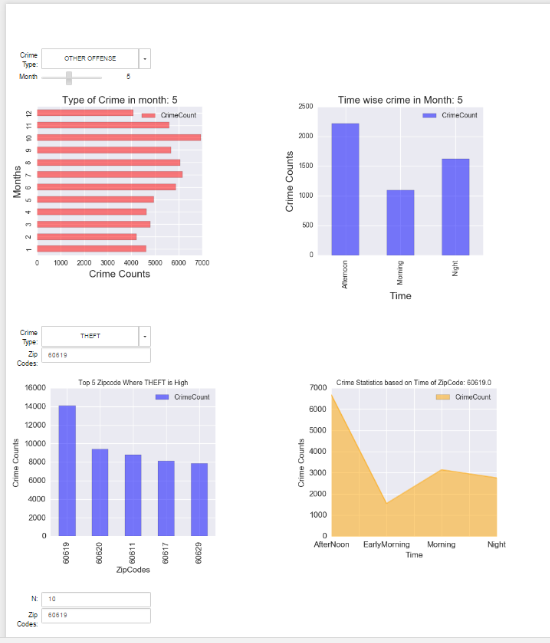 Crime Type: OTHER OFFENSE
Month 5
Type of Crime in month: 5
CrimeCount
Months
12
11
10
9
8
7
6
5
4
3
2
1
0 1000 2000 3000 4000 5000 6000 7000
Crime Counts
Time wise crime in Month: 5
CrimeCount
Crime Counts
2500
2000
1500
1000
500
0
Afternoon Morning Night
Time
Crime Type: THEFT
Zip Codes: 60619
Top 5 Zipcode Where THEFT is High
CrimeCount
Crime Counts
16000
14000
12000
10000
8000
6000
4000
2000
0
60619 60620 60611 60617 60629
ZipCodes
Crime Statistics based on Time of ZipCode: 60619.0
CrimeCount
Crime Counts
7000
6000
5000
4000
3000
2000
1000
0
AfterNoon EarlyMorning Morning Night
Time
N: 10
Zip Codes: 60619